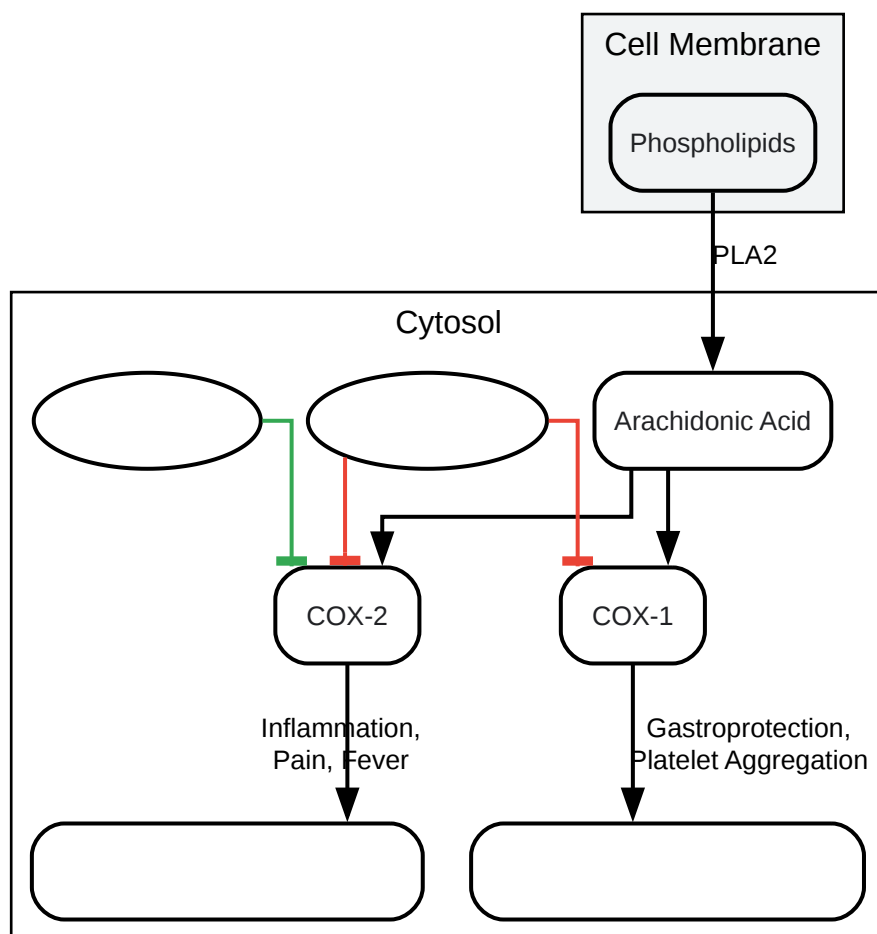 Cell Membrane
Phospholipids
PLA2
Cytosol
Arachidonic Acid
COX-2
COX-1
Inflammation,
Pain, Fever
Gastroprotection,
Platelet Aggregation